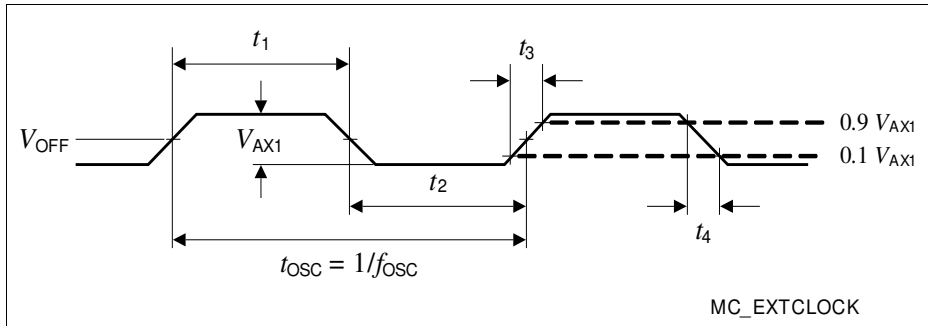 t1
t3
VOFF
VAX1
0.9 VAX1
0.1 VAX1
t2
t4
tOSC = 1/fOSC
MC_EXTCLOCK